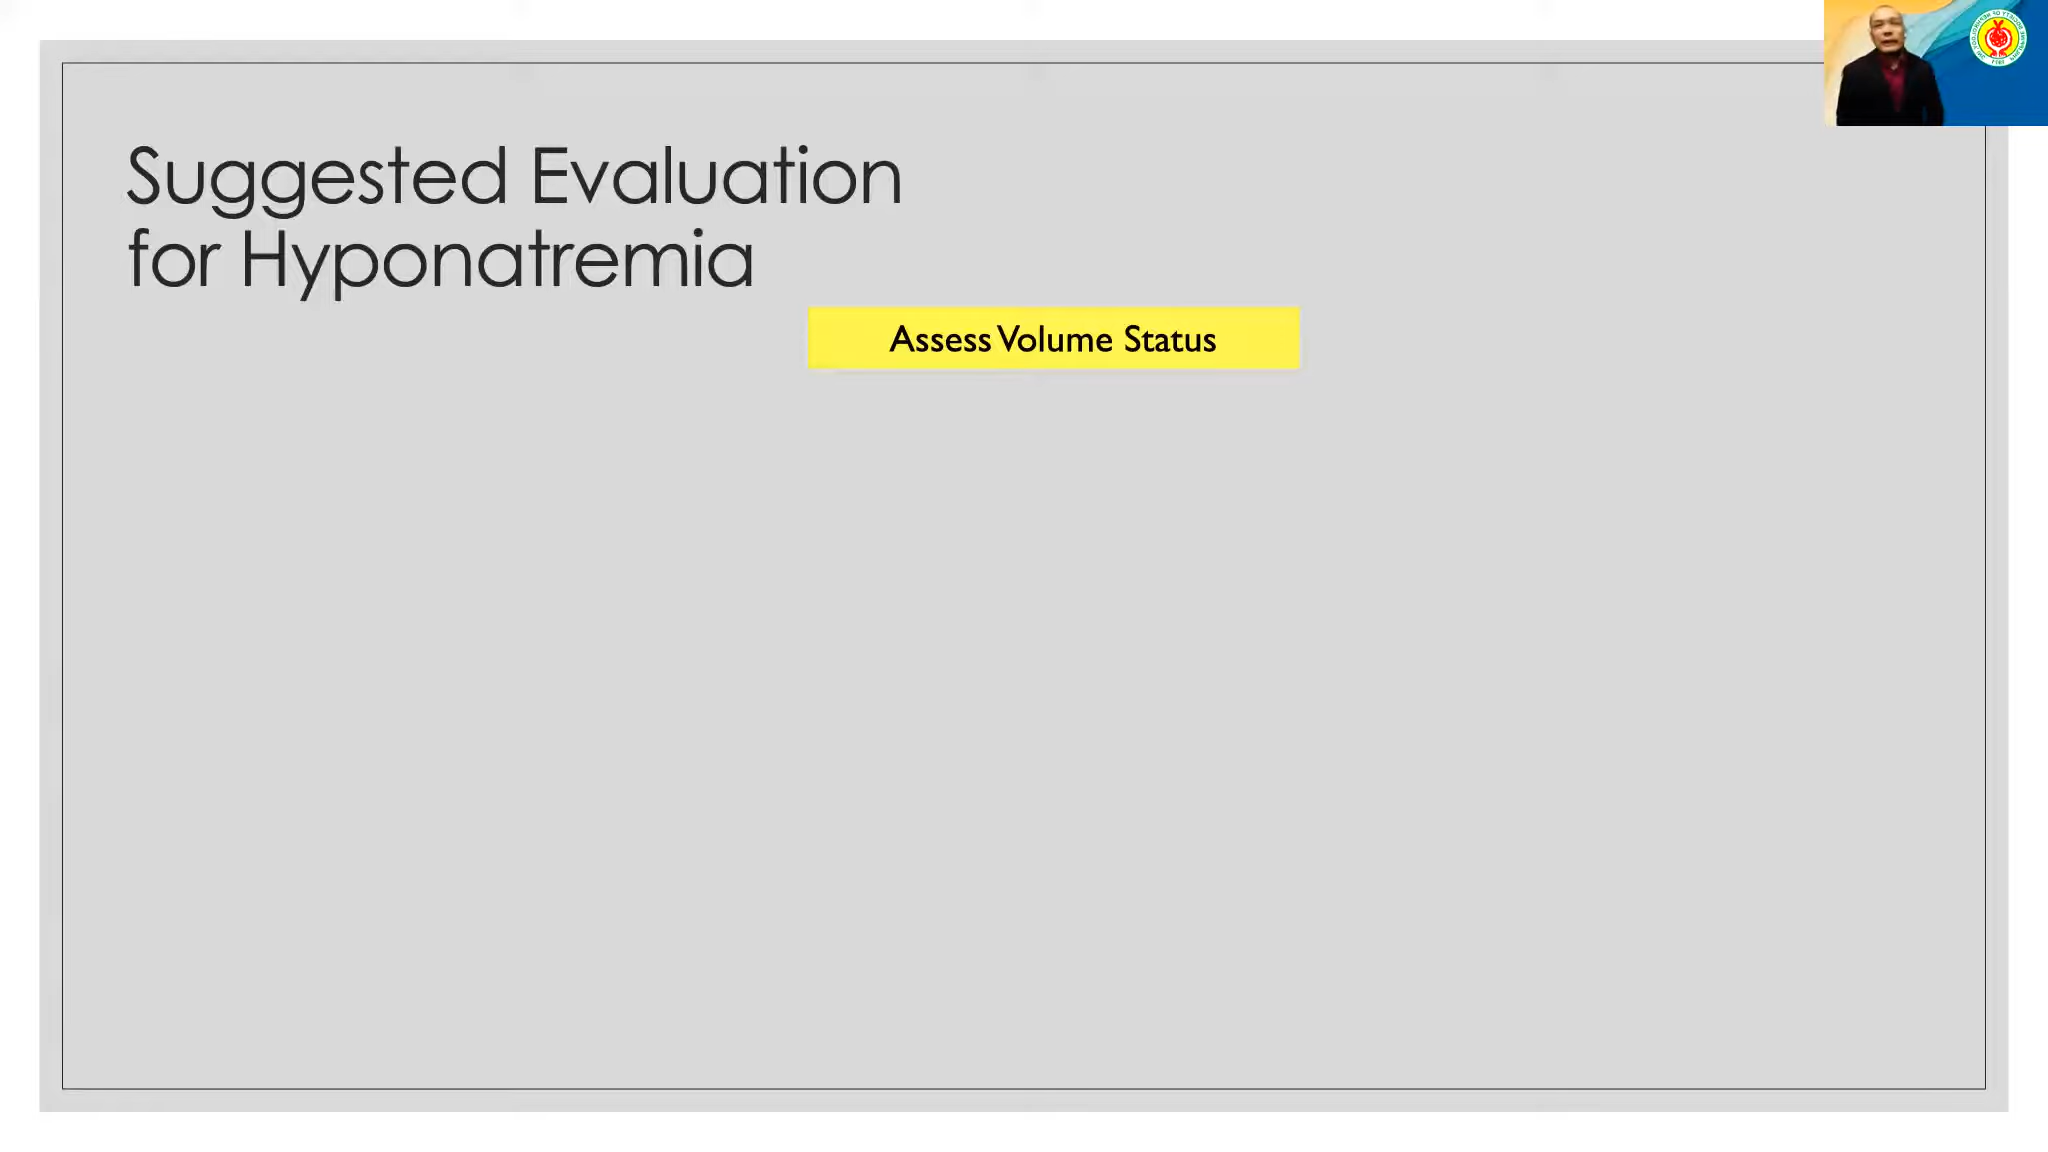 Suggested Evaluation
for Hyponatremia
Assess Volume Status